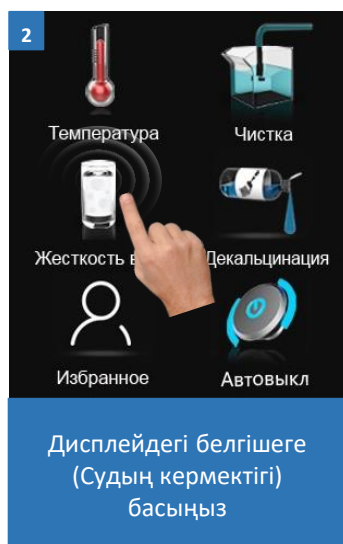 2
Температура
Чистка
Жесткость в
Декальцинация
Избранное
Автовыкл
Дисплейдегі белгішеге
(Судың кермектігі)
басыңыз